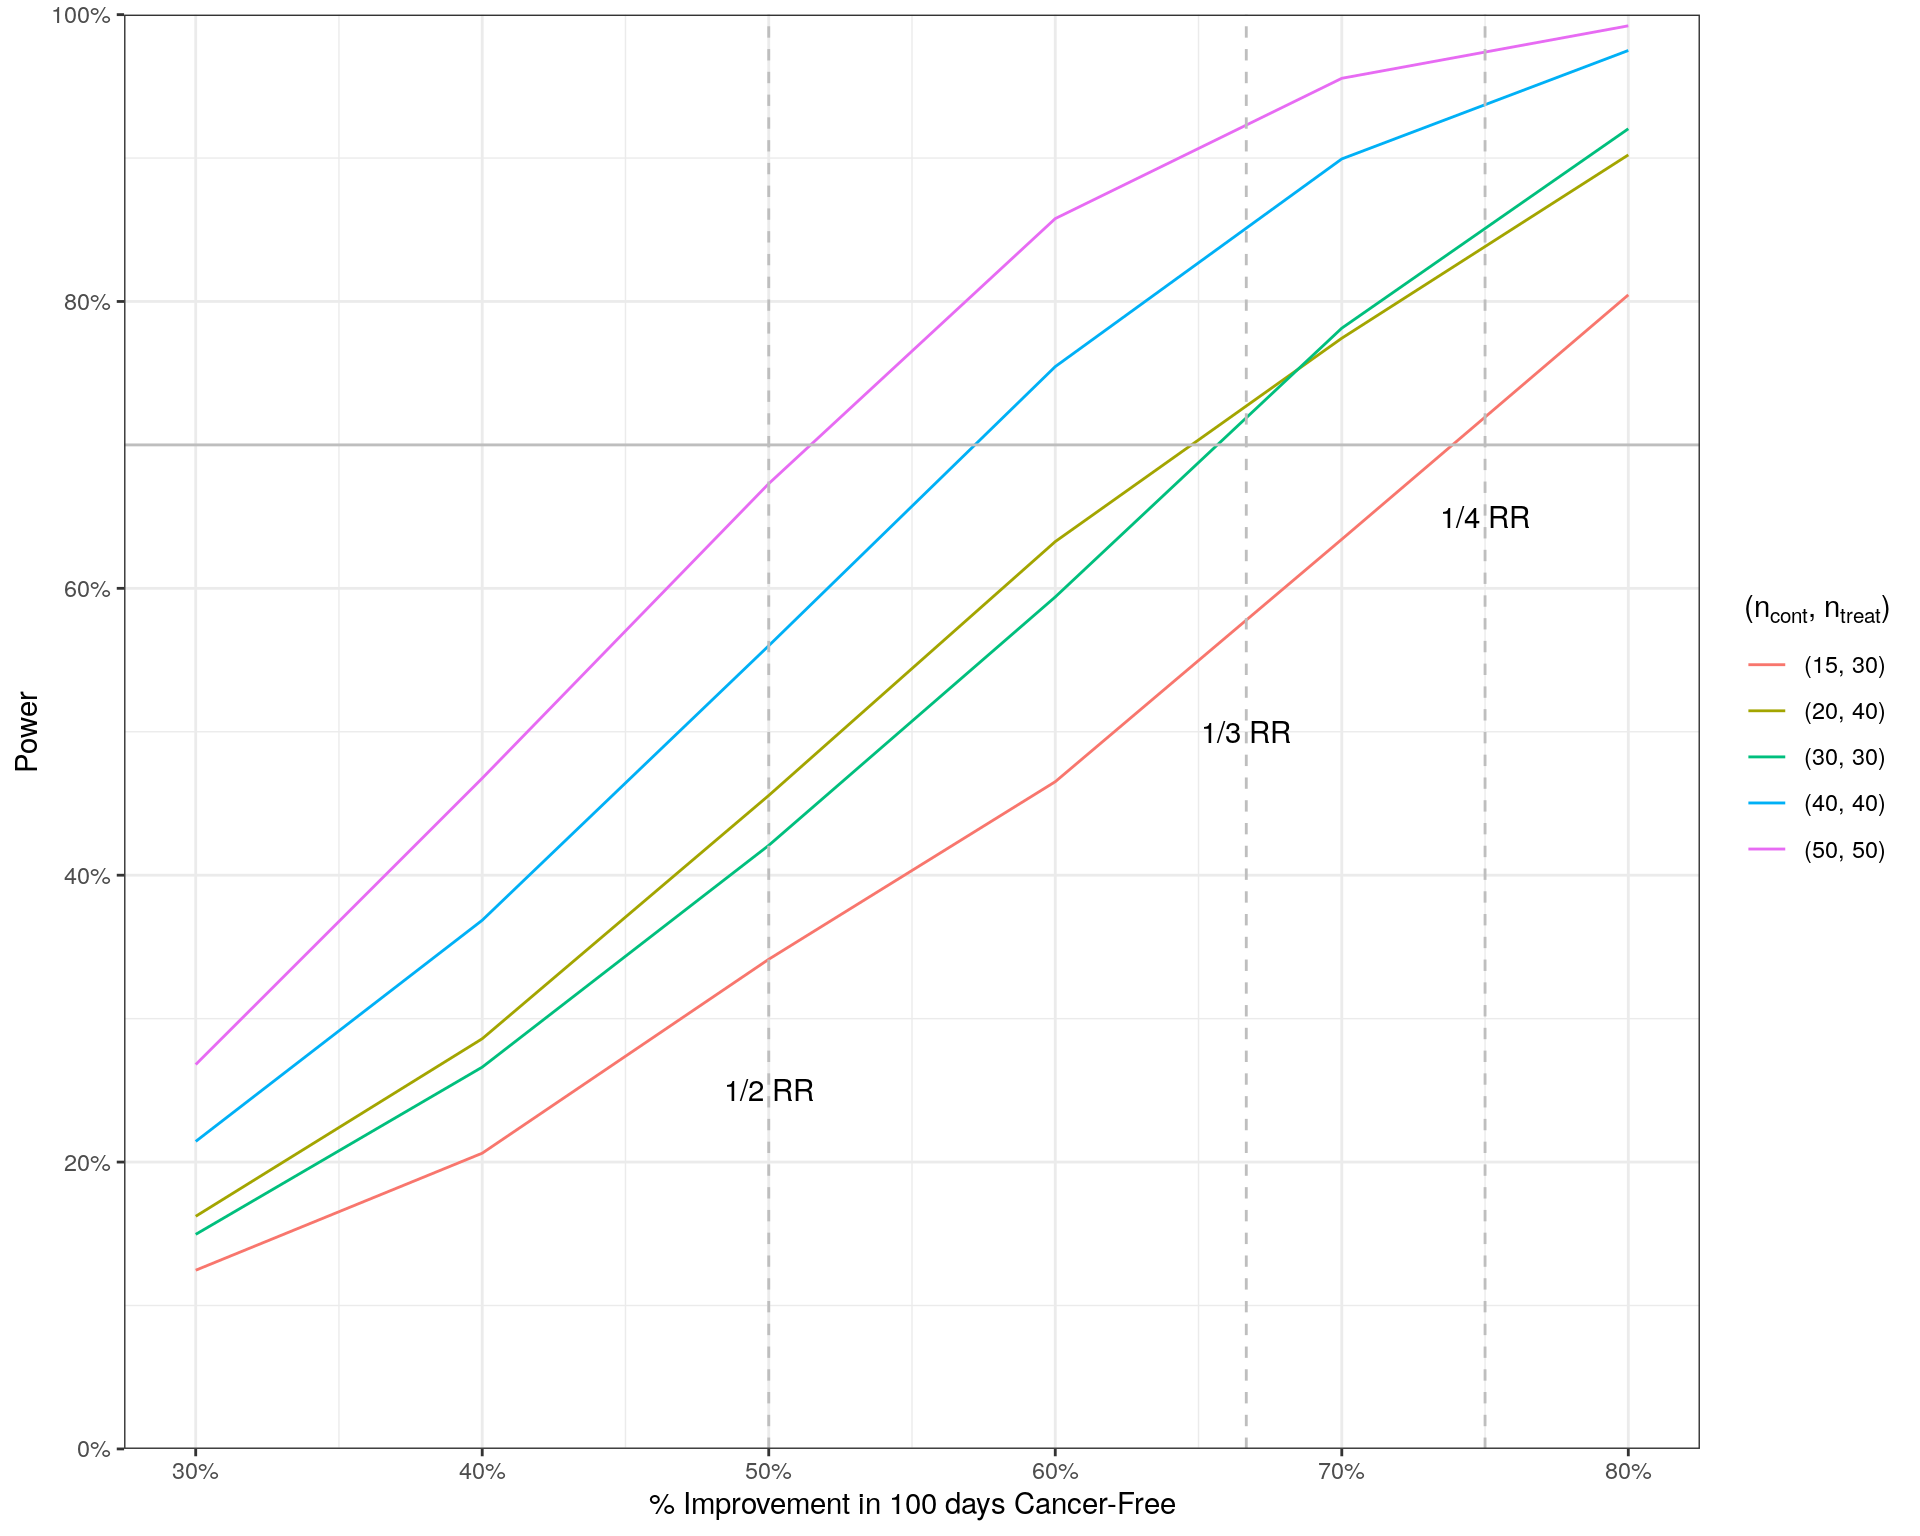 100%
80%
60%
40%
20%
0%
Power
1/4 RR
1/3 RR
1/2 RR
30% 40% 50% 60% 70% 80%
% Improvement in 100 days Cancer-Free
(n_cont, n_treat)
(15, 30)
(20, 40)
(30, 30)
(40, 40)
(50, 50)